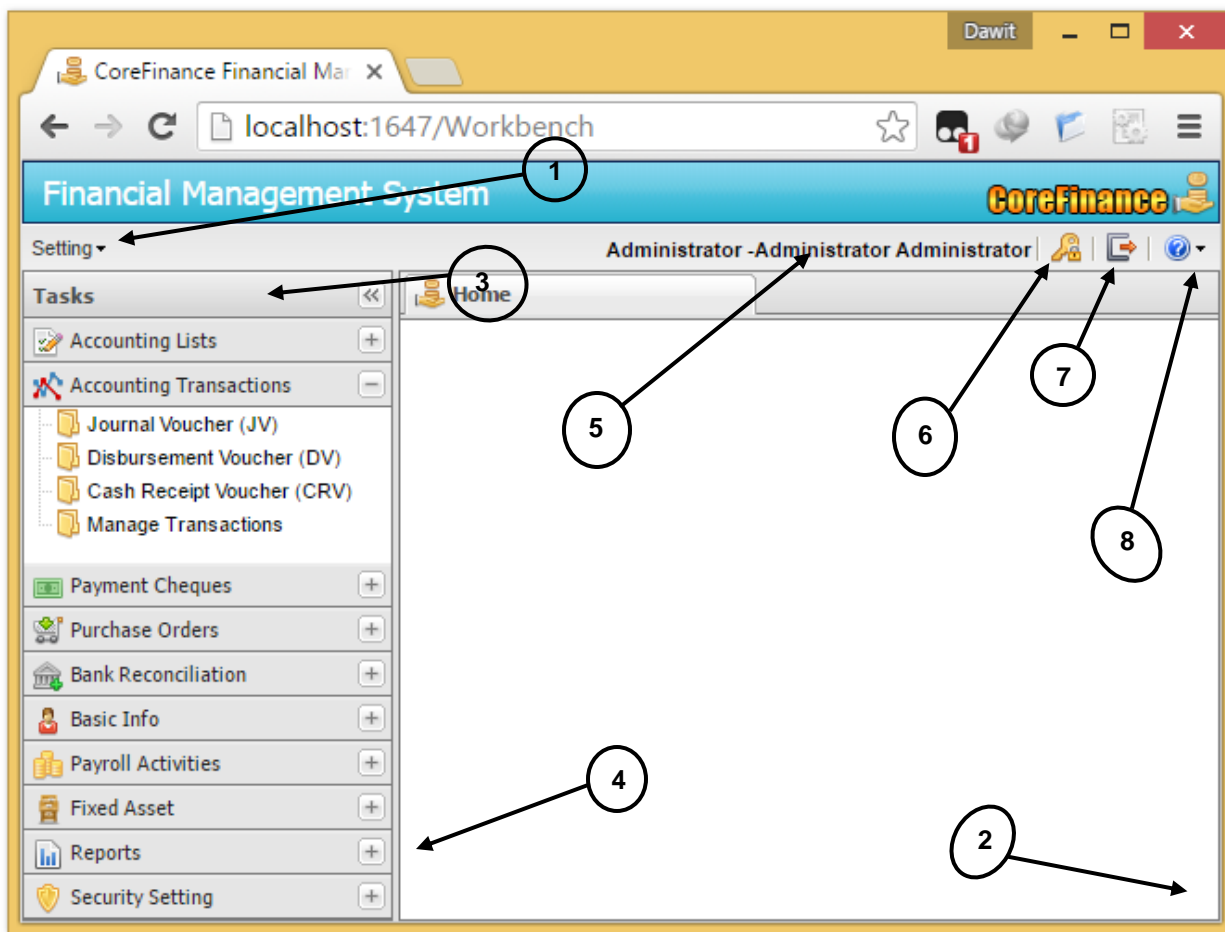 Dawit
CoreFinance Financial Mar
localhost:1647/Workbench
1
1
Financial Management System
CoreFinance
Setting
Administrator -Administrator Administrator
3
Tasks
Home
Accounting Lists
Accounting Transactions
7
Journal Voucher (JV)
5
6
Disbursement Voucher (DV)
Cash Receipt Voucher (CRV)
Manage Transactions
8
Payment Cheques
Purchase Orders
Bank Reconciliation
Basic Info
Payroll Activities
4
Fixed Asset
2
Reports
Security Setting